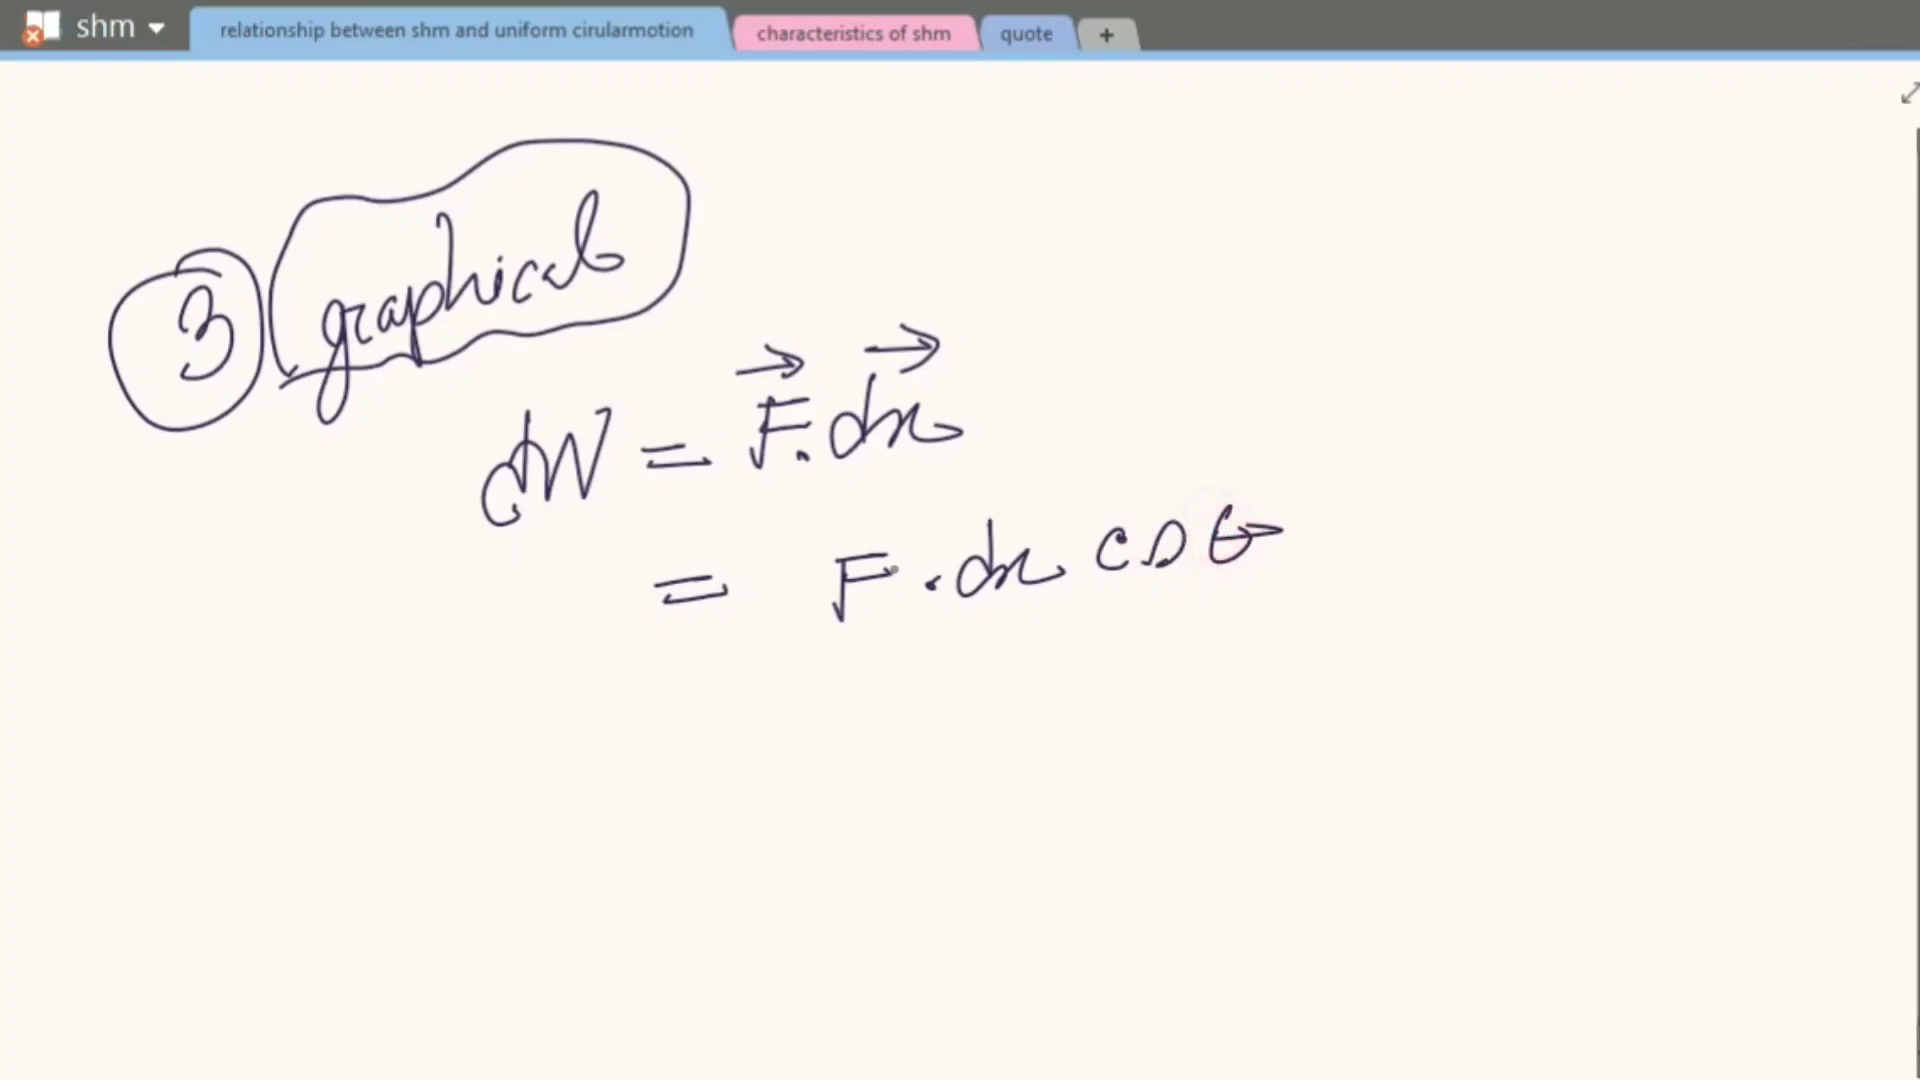 shm
relationship between shm and uniform cirularmotion
characteristics of shm
quote
+
3 graphical
dW = F⃗. dx⃗
= F . dx cosθ